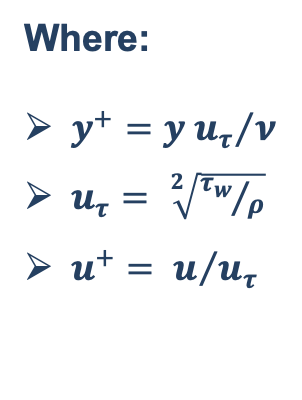 Where:
➢ y⁺ = y u_τ/ν
➢ u_τ = ²√(τ_w/ρ)
➢ u⁺ = u/u_τ